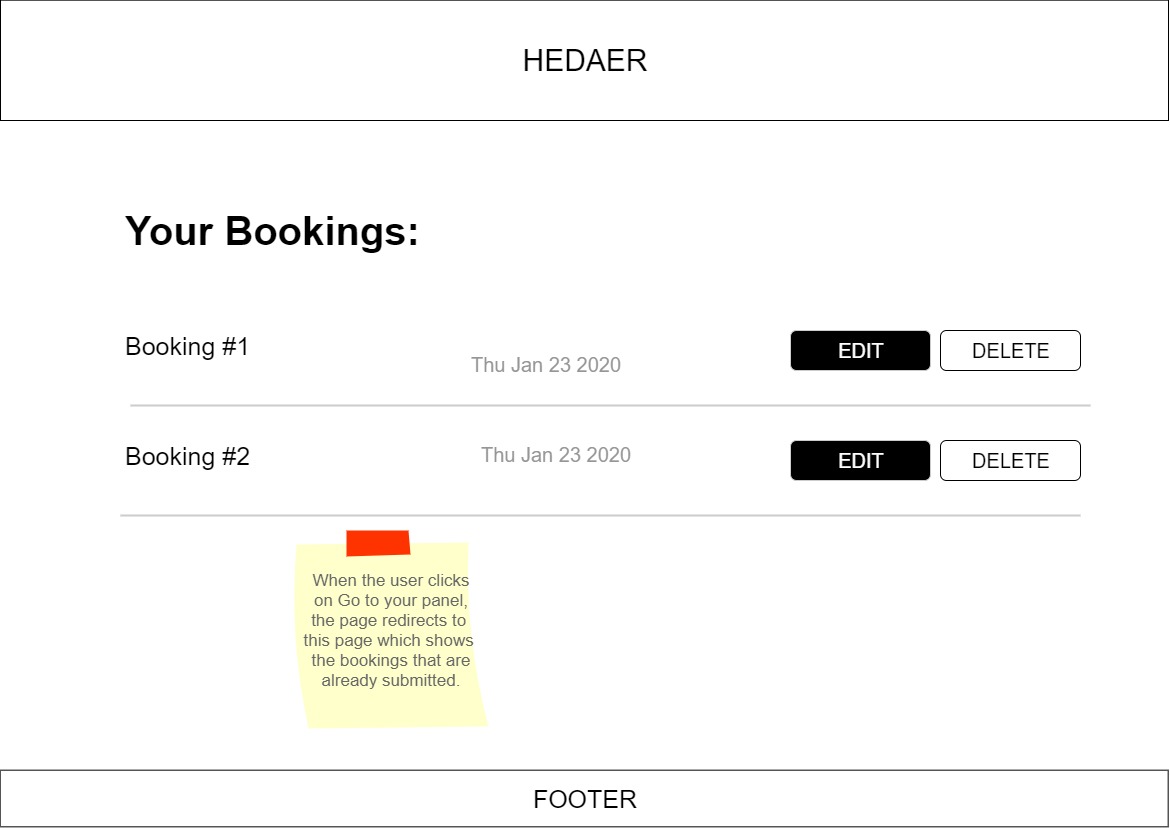 HEDAER
Your Bookings:
Booking #1
Thu Jan 23 2020
EDIT
DELETE
Booking #2
Thu Jan 23 2020
EDIT
DELETE
When the user clicks
on Go to your panel,
the page redirects to
this page which shows
the bookings that are
already submitted.
FOOTER